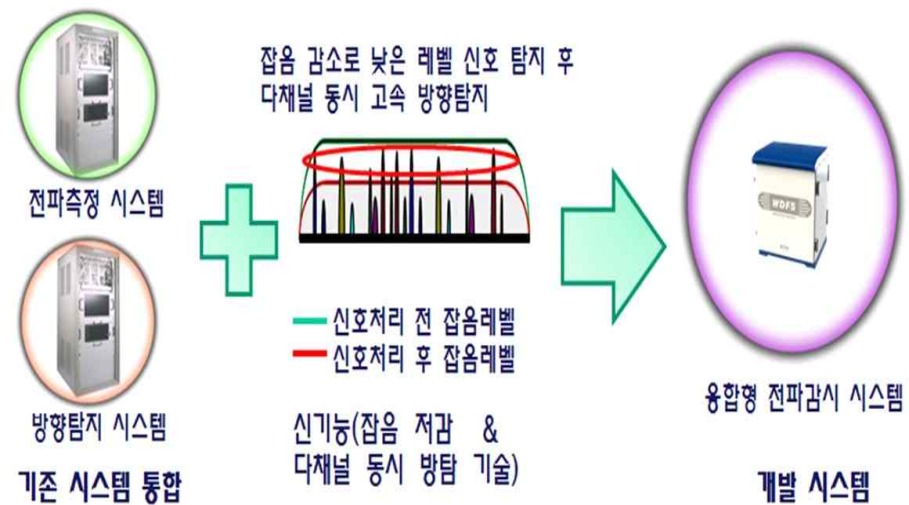 전파측정 시스템
방향탐지 시스템
기존 시스템 통합
잡음 감소로 낮은 레벨 신호 탐지 후
다채널 동시 고속 방향탐지
신호처리 전 잡음레벨
신호처리 후 잡음레벨
신기능(잡음 저감 &
다채널 동시 방탐 기술)
WDFS
융합형 전파감시 시스템
개발 시스템